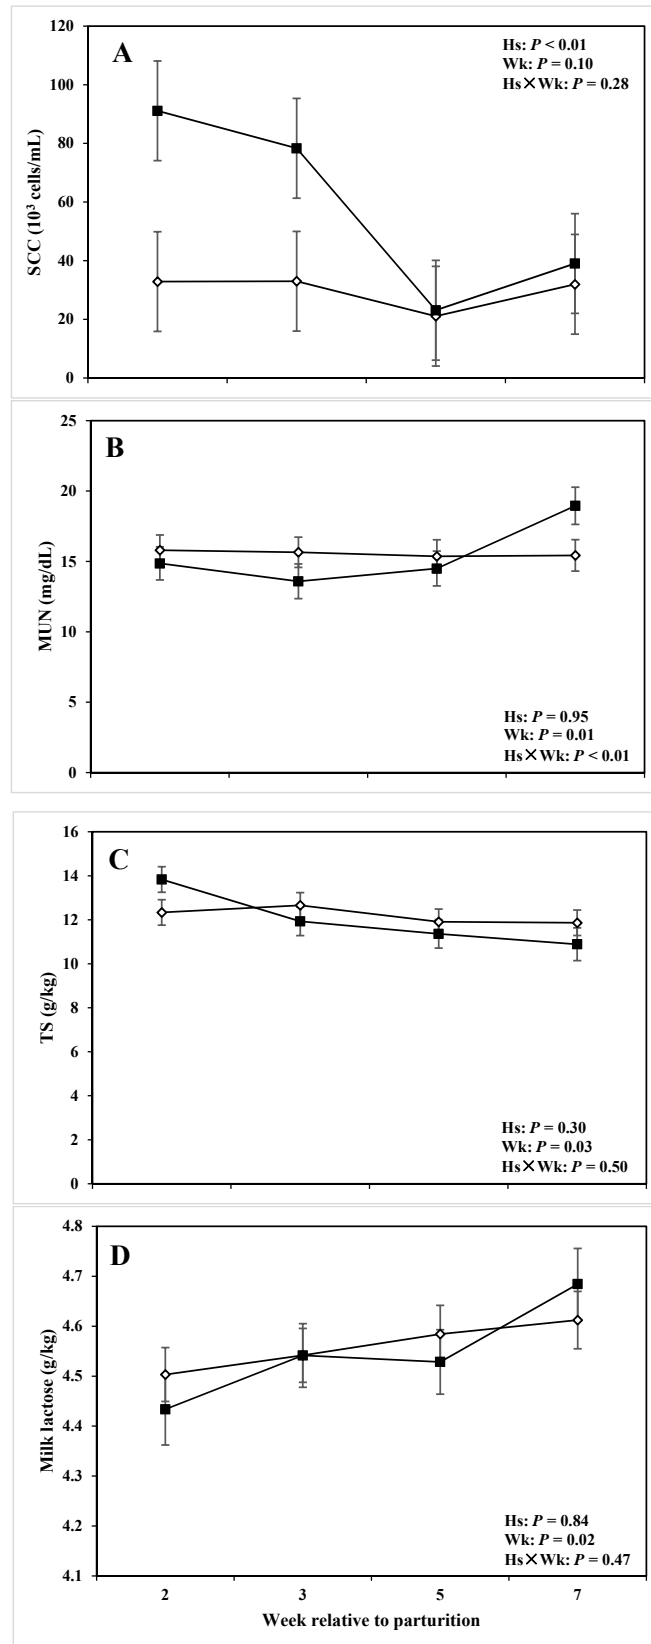 120
100
80
60
40
20
0
SCC (10³ cells/mL)
A
Hs: P < 0.01
Wk: P = 0.10
Hs×Wk: P = 0.28
25
20
15
10
5
0
MUN (mg/dL)
B
Hs: P = 0.95
Wk: P = 0.01
Hs×Wk: P < 0.01
16
14
12
10
8
6
4
2
0
TS (g/kg)
C
Hs: P = 0.30
Wk: P = 0.03
Hs×Wk: P = 0.50
4.8
4.7
4.6
4.5
4.4
4.3
4.2
4.1
Milk lactose (g/kg)
D
Hs: P = 0.84
Wk: P = 0.02
Hs×Wk: P = 0.47
2 3 5 7
Week relative to parturition